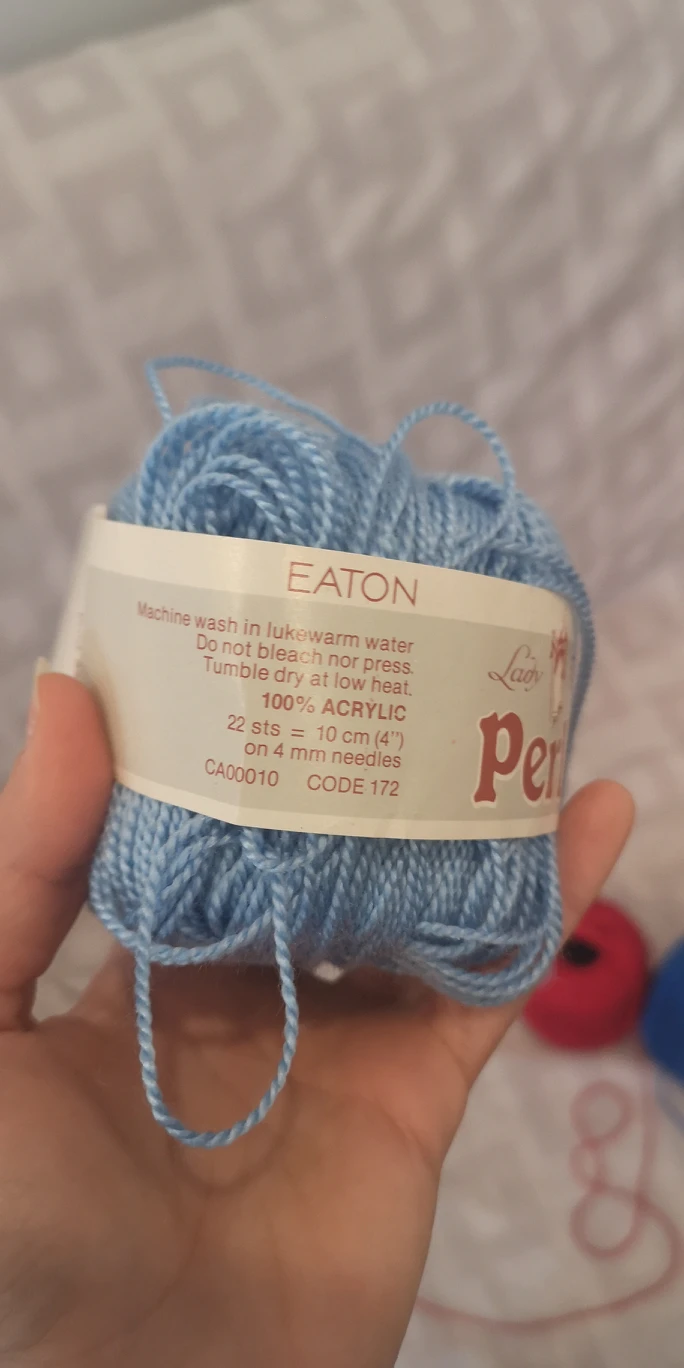 EATON
Machine wash in lukewarm water
Do not bleach nor press.
Tumble dry at low heat.
100% ACRYLIC
22 sts = 10 cm (4")
on 4 mm needles
CA00010 CODE 172
Lady